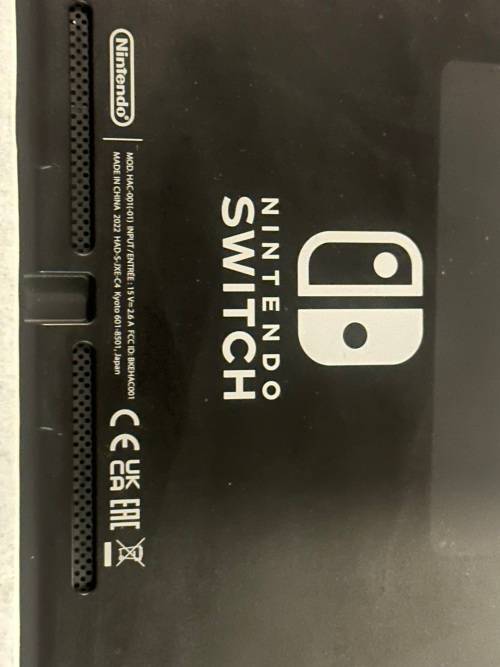 Nintendo
MOD. HAC-001(-01) INPUT/ENTRÉE : 15 V⎓ 2.6 A FCC ID: BKEHAC001
MADE IN CHINA 2022 HAD-S-JXE-C4 Kyoto 601-8501, Japan
CE UK CA EAC
NINTENDO
SWITCH